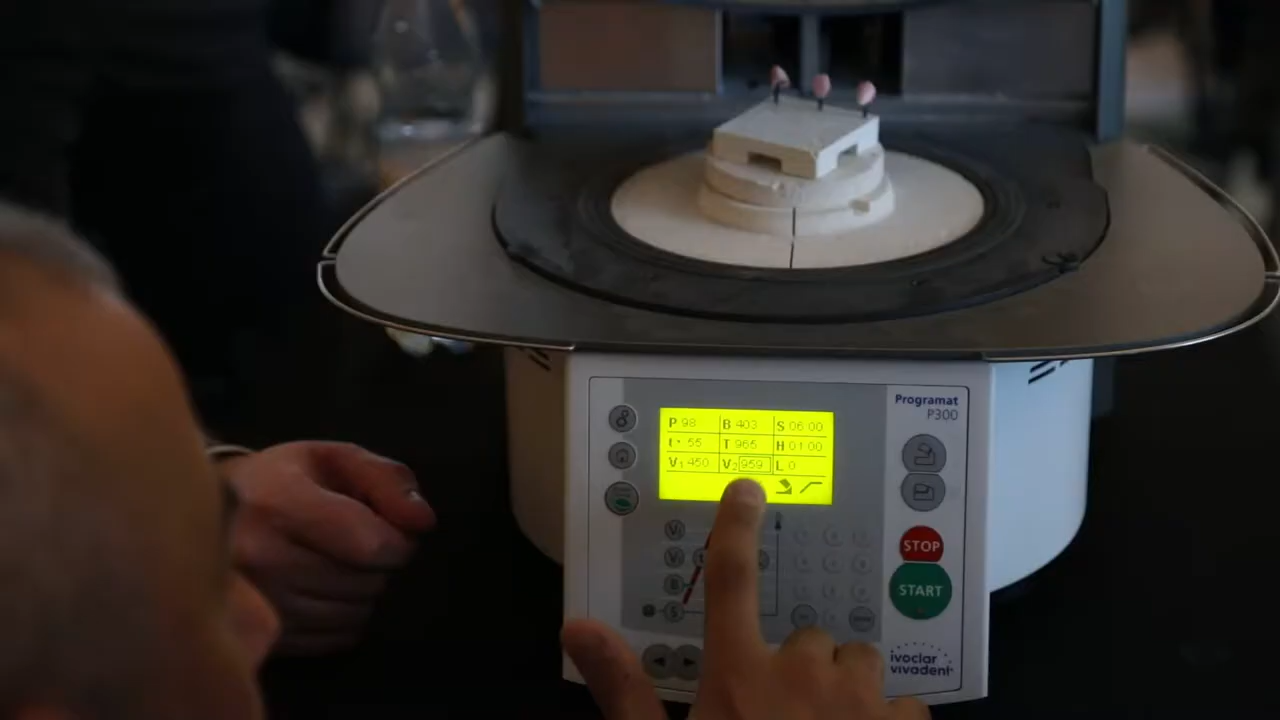 Programat
P300
P 98 B 403 S 06:00
t 55 T 965 H 01:00
V1 450 V2 959 L 0
STOP
START
ivoclar
vivadent